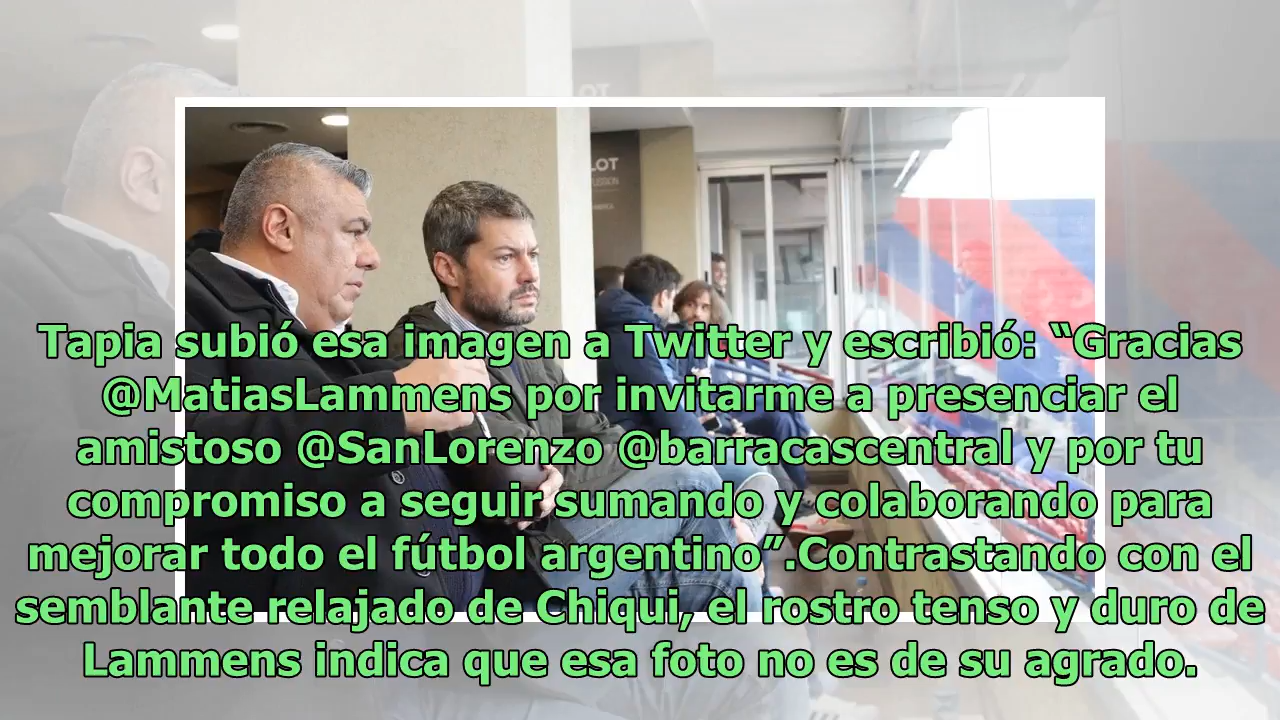 LOT
LOT
Tapia subió esa imagen a Twitter y escribió: “Gracias
@MatiasLammens por invitarme a presenciar el
amistoso @SanLorenzo @barracascentral y por tu
compromiso a seguir sumando y colaborando para
mejorar todo el fútbol argentino”.Contrastando con el
semblante relajado de Chiqui, el rostro tenso y duro de
Lammens indica que esa foto no es de su agrado.